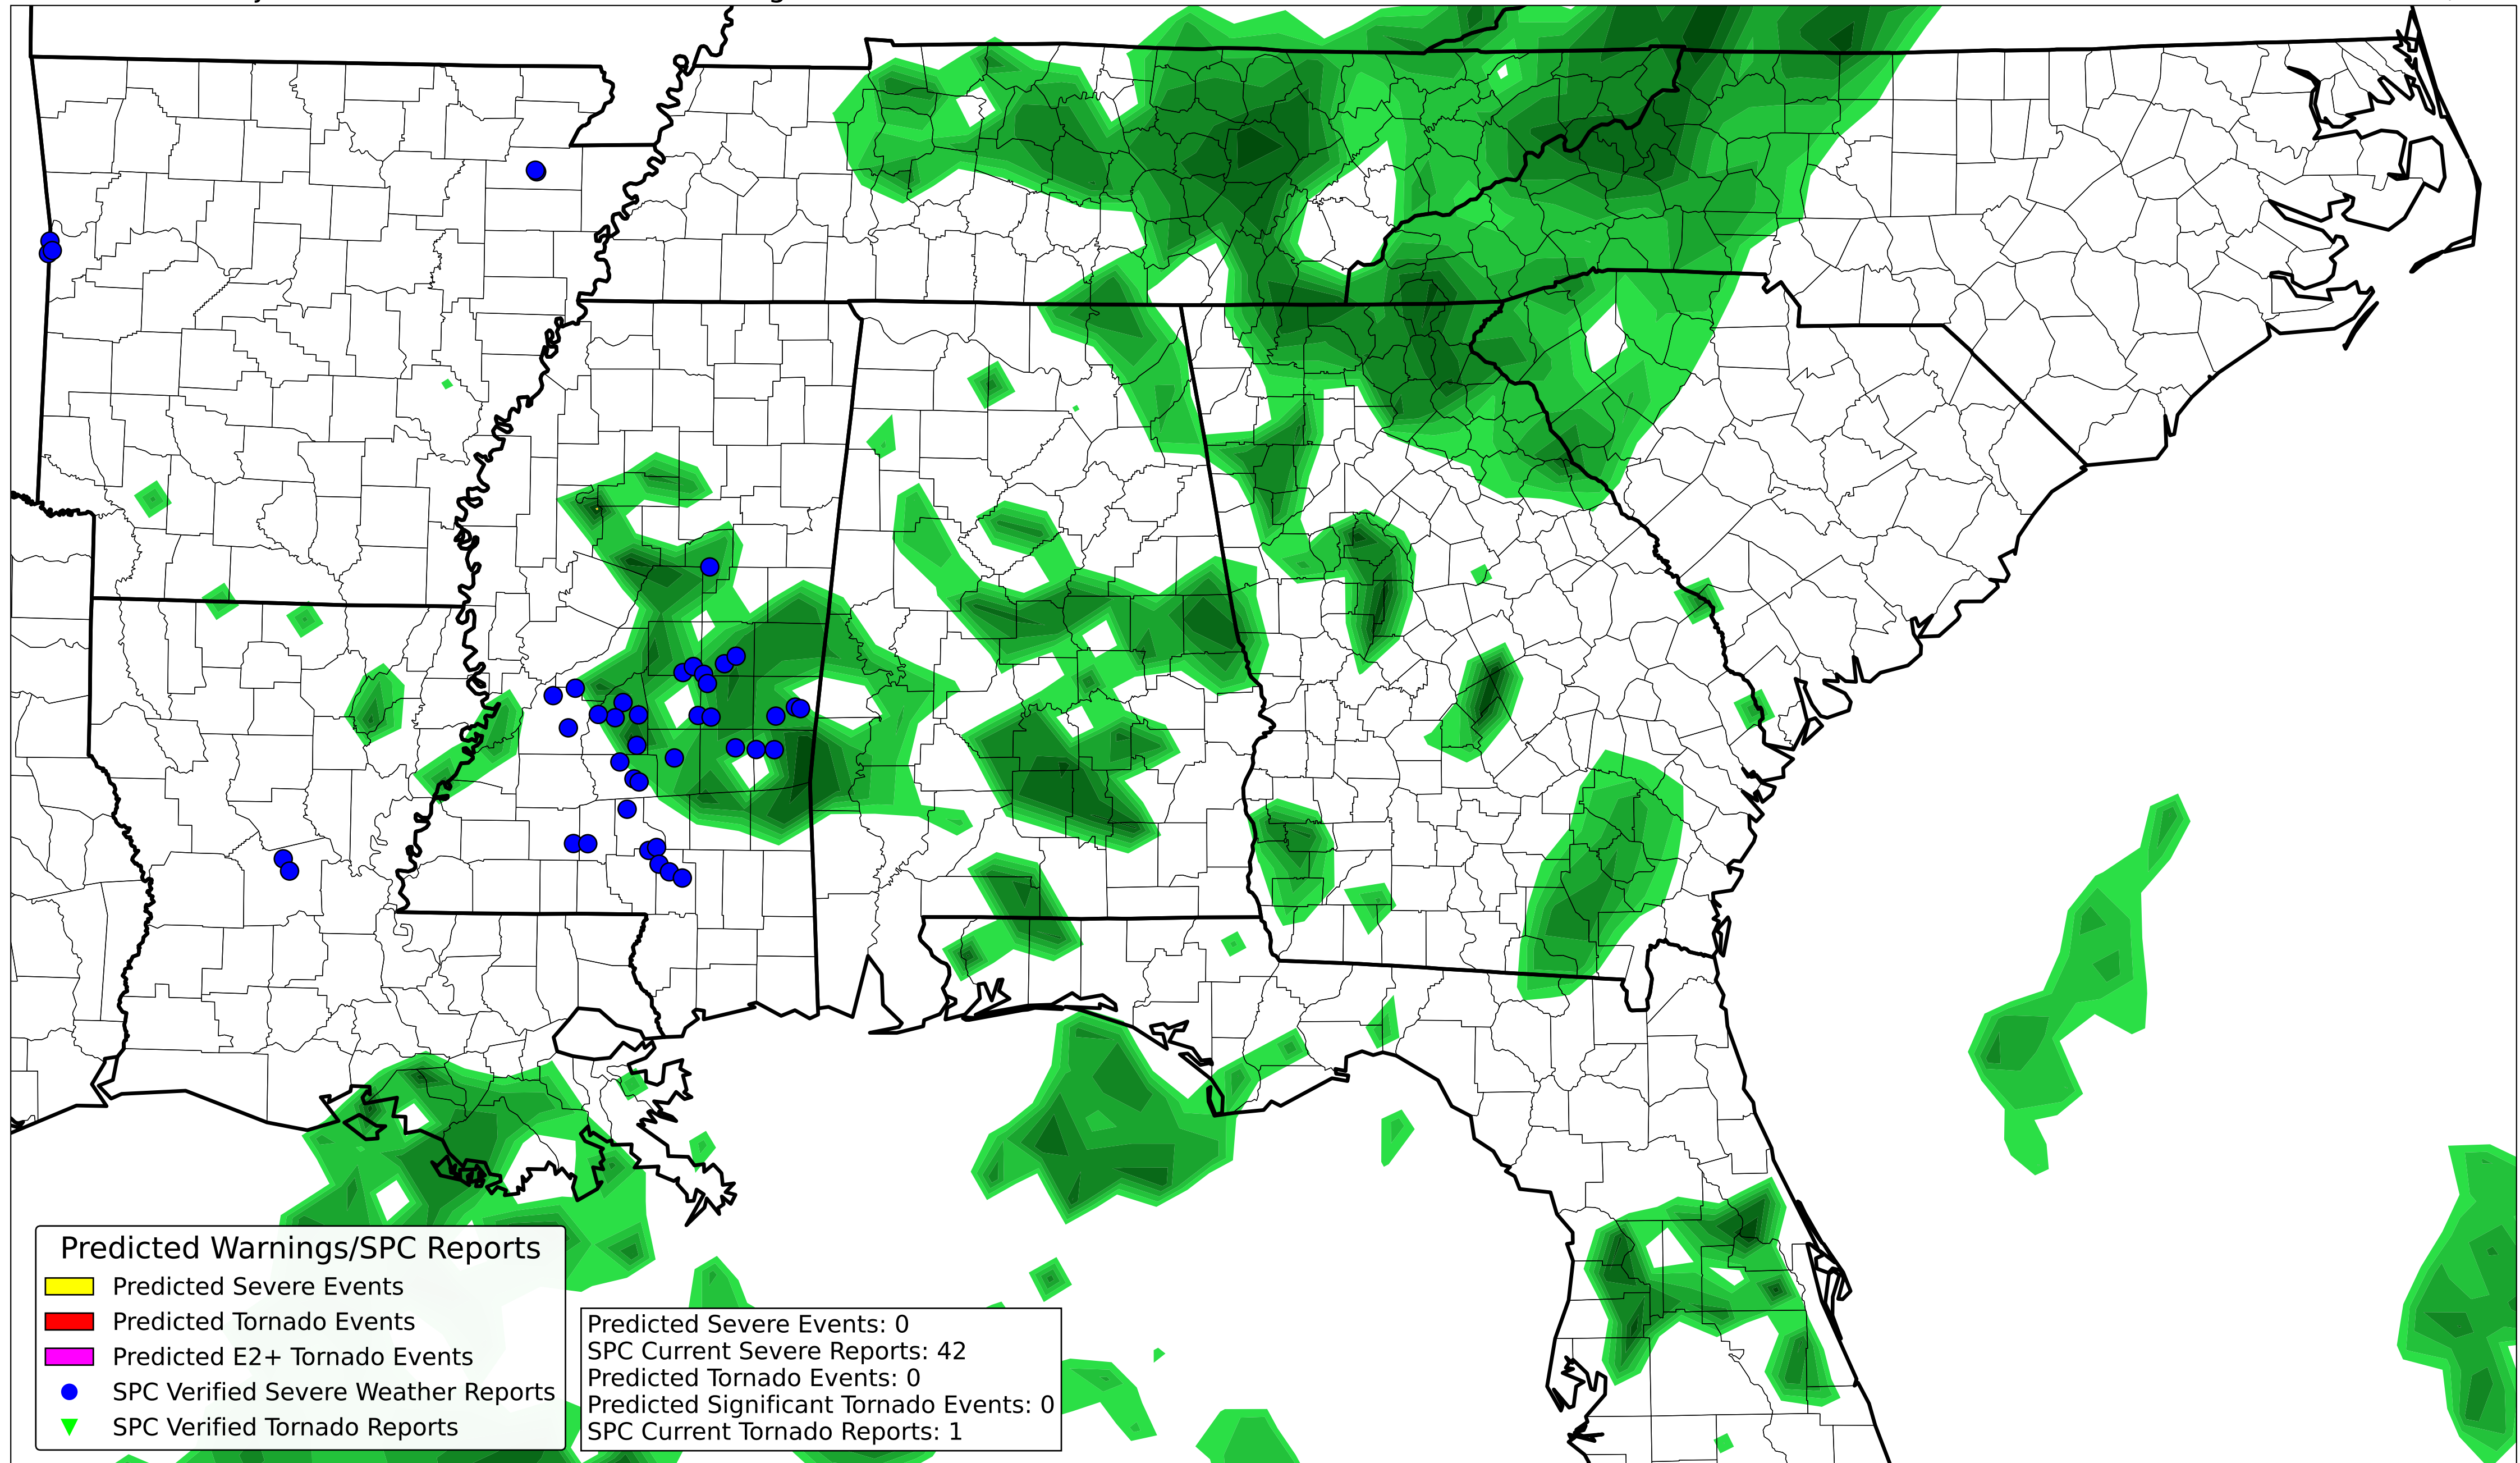 Predicted Warnings/SPC Reports
Predicted Severe Events
Predicted Tornado Events
Predicted E2+ Tornado Events
SPC Verified Severe Weather Reports
SPC Verified Tornado Reports
Predicted Severe Events: 0
SPC Current Severe Reports: 42
Predicted Tornado Events: 0
Predicted Significant Tornado Events: 0
SPC Current Tornado Reports: 1